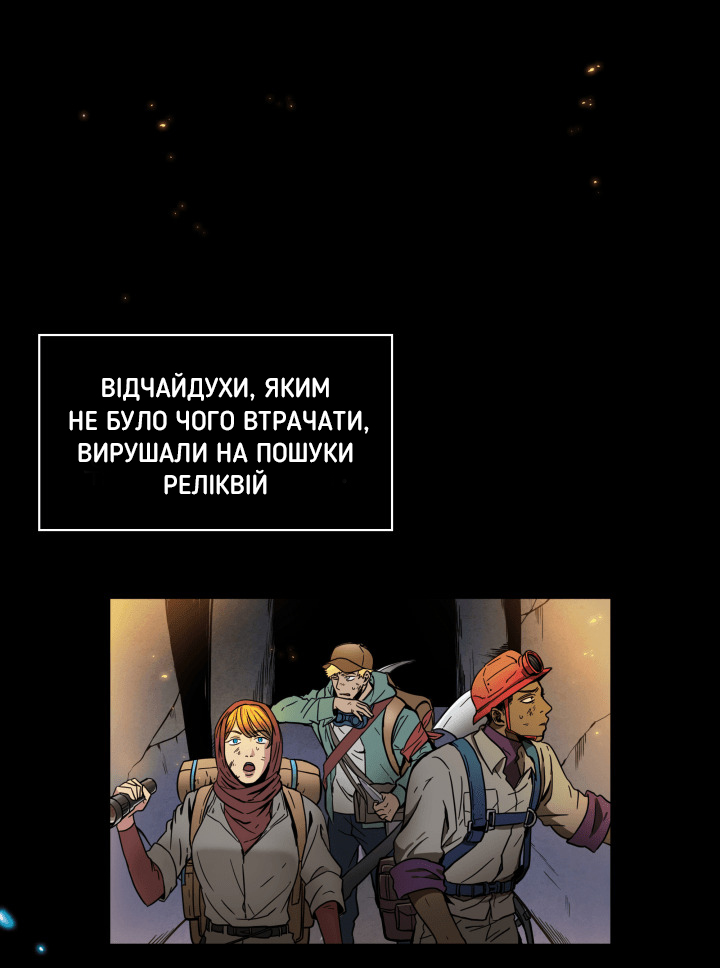 ВІДЧАЙДУХИ, ЯКИМ
НЕ БУЛО ЧОГО ВТРАЧАТИ,
ВИРУШАЛИ НА ПОШУКИ
РЕЛІКВІЙ